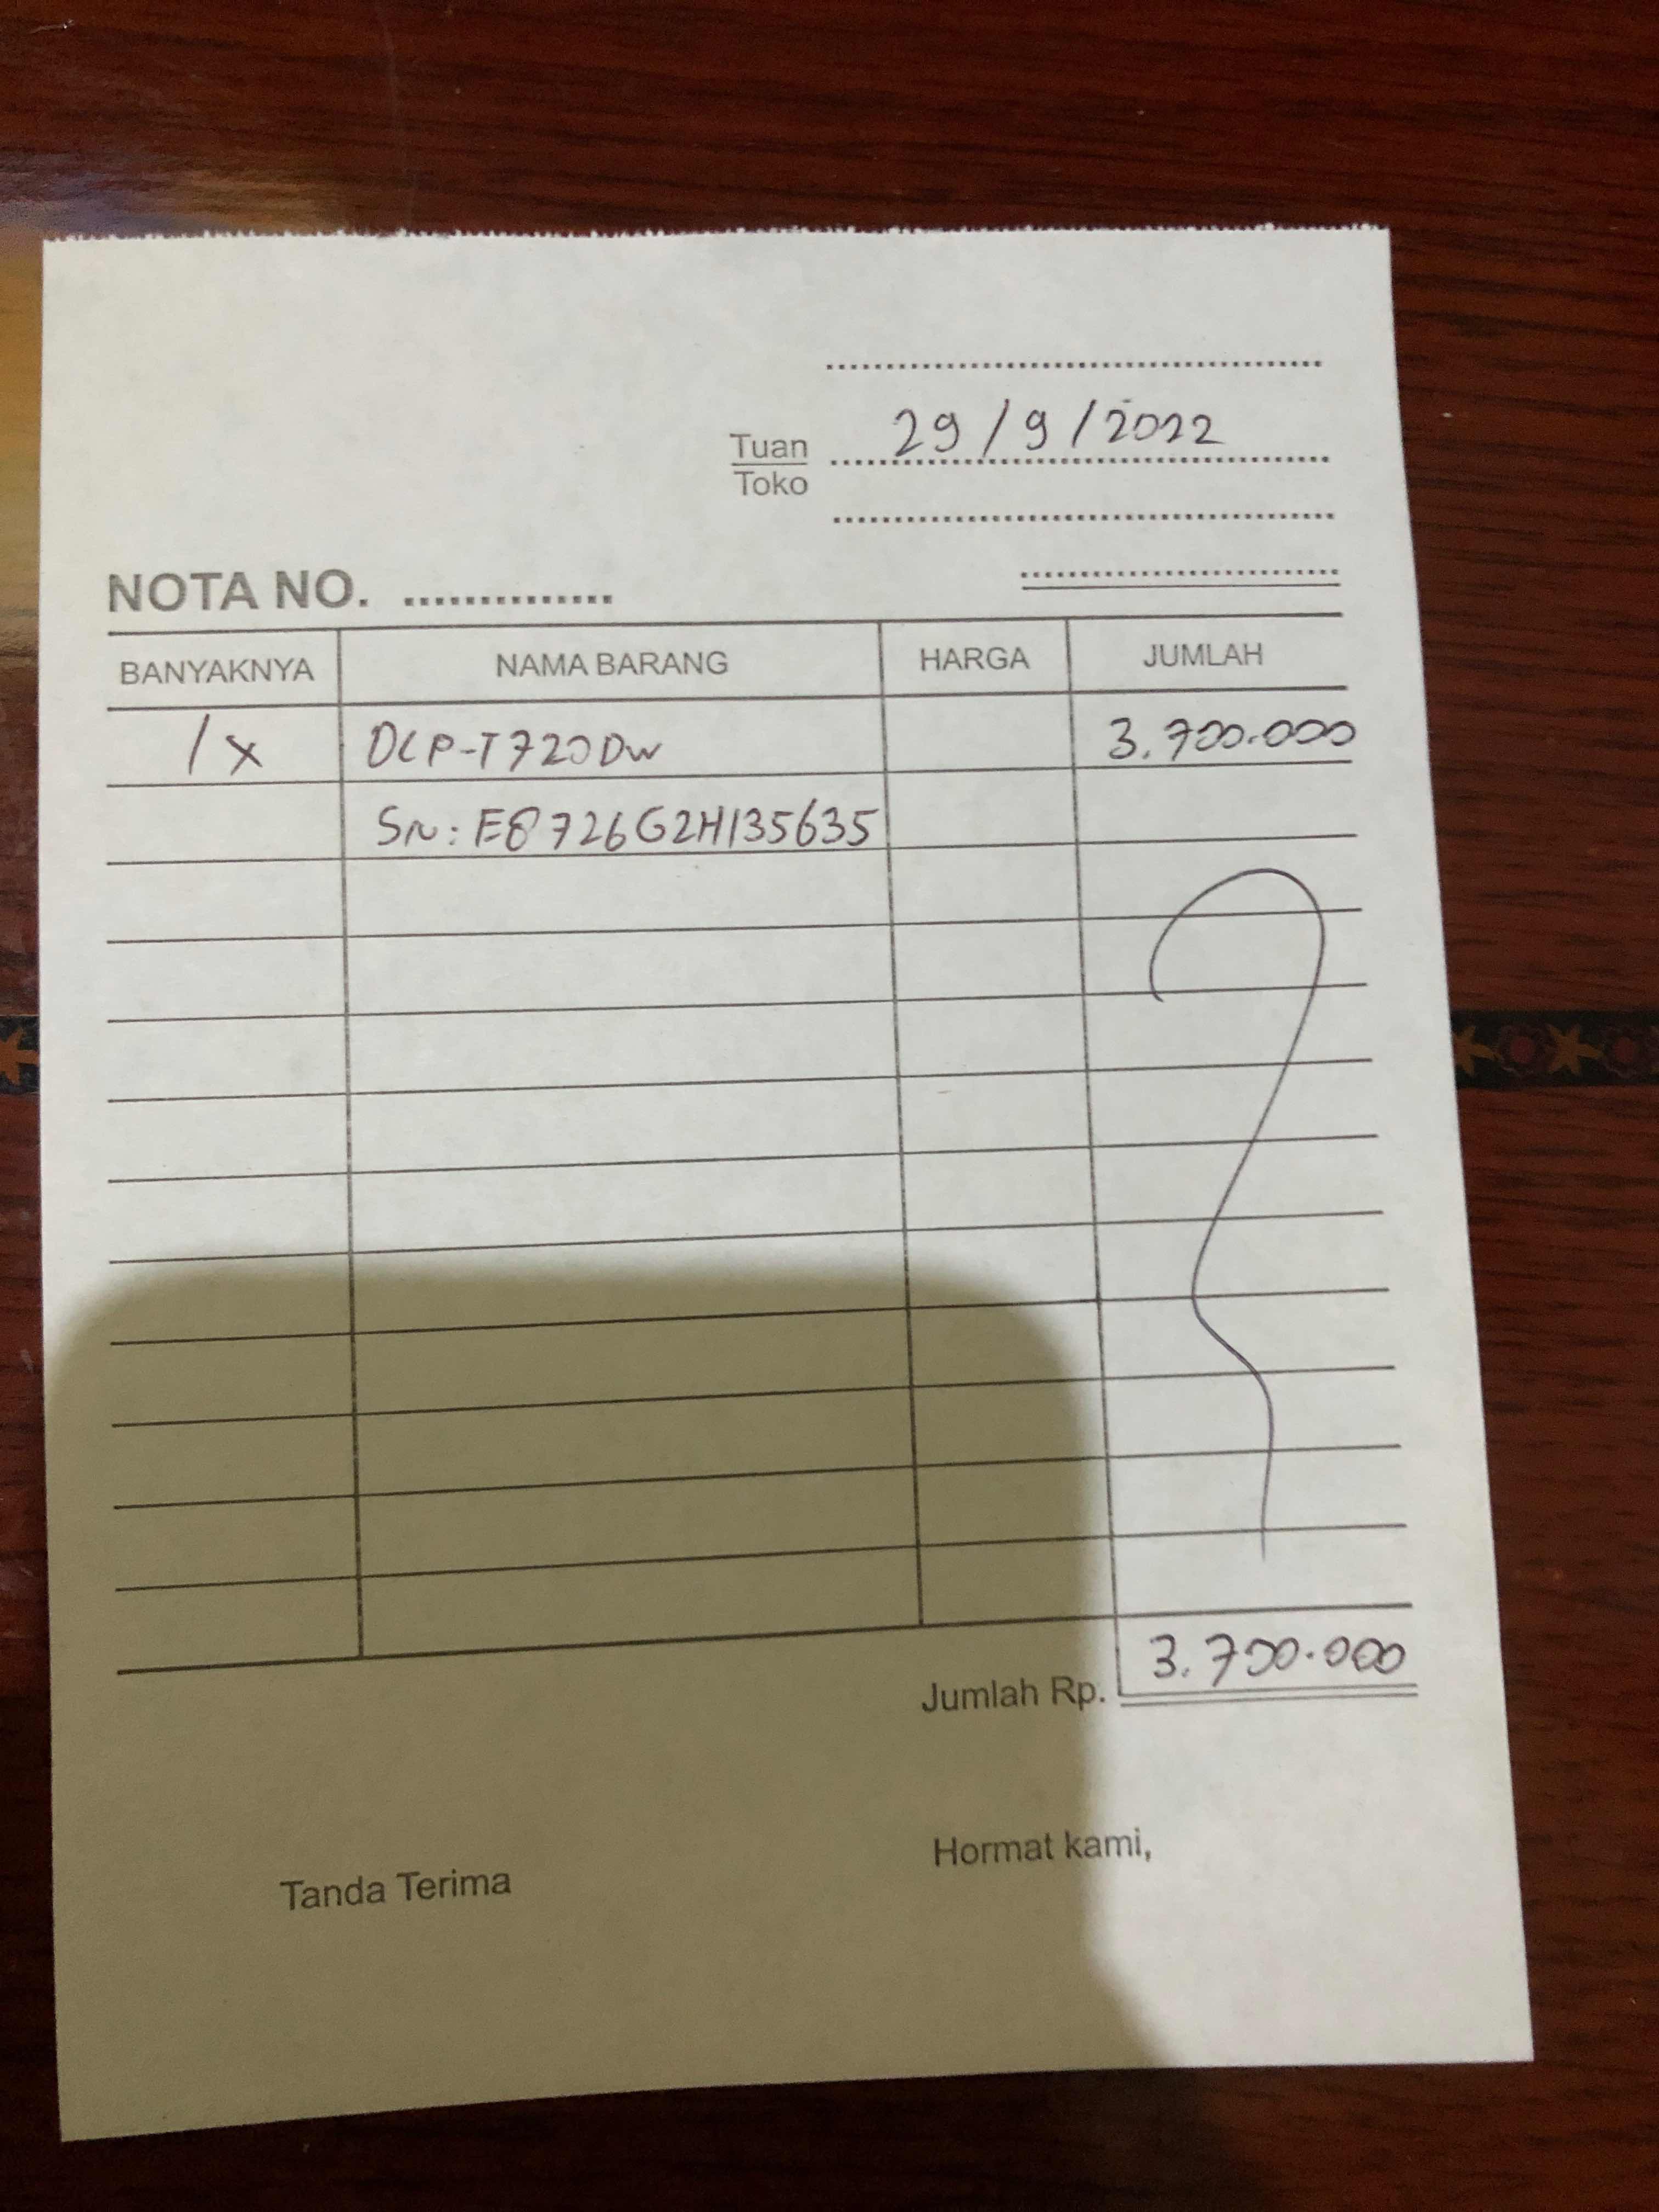 29/9/2022
Tuan
Toko
NOTA NO.
BANYAKNYA NAMA BARANG HARGA JUMLAH
1x DCP-T720DW 3.700.000
SN: E8726G2H135635
Jumlah Rp. 3.700.000
Tanda Terima Hormat kami,